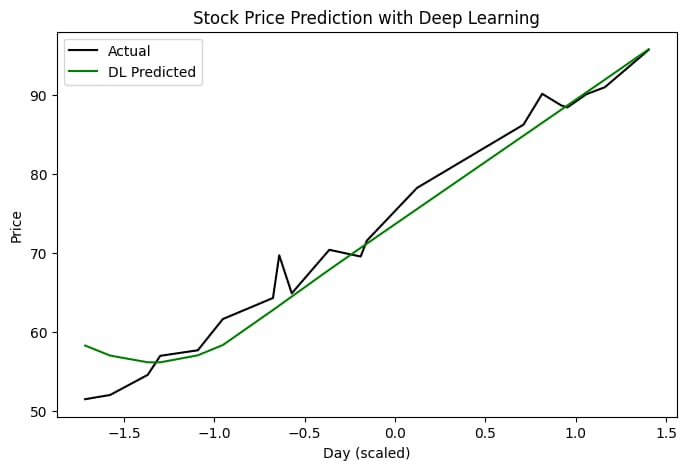 Stock Price Prediction with Deep Learning
Actual
DL Predicted
90
80
70
60
50
Price
−1.5 −1.0 −0.5 0.0 0.5 1.0 1.5
Day (scaled)